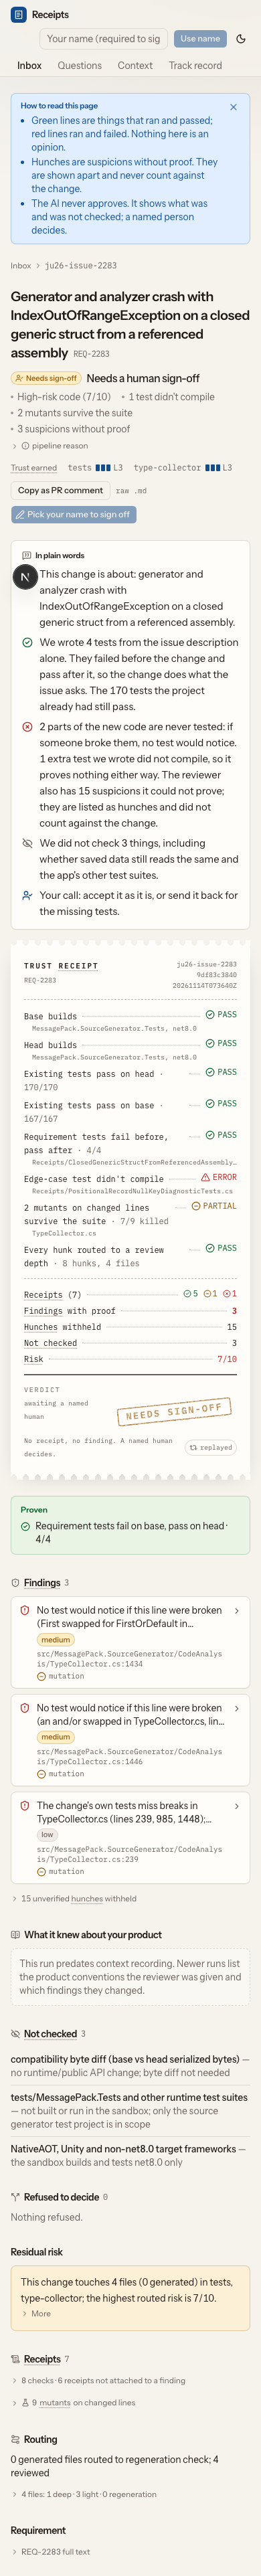 Receipts
Your name (required to sig
Use name
Inbox Questions Context Track record
How to read this page
• Green lines are things that ran and passed;
red lines ran and failed. Nothing here is an
opinion.
• Hunches are suspicions without proof. They
are shown apart and never count against
the change.
• The AI never approves. It shows what was
and was not checked; a named person
decides.
Inbox > ju26-issue-2283
Generator and analyzer crash with
IndexOutOfRangeException on a closed
generic struct from a referenced
assembly REQ-2283
Needs sign-off Needs a human sign-off
High-risk code (7/10) 1 test didn't compile
2 mutants survive the suite
3 suspicions without proof
pipeline reason
Trust earned tests L3 type-collector L3
Copy as PR comment raw .md
Pick your name to sign off
In plain words
This change is about: generator and
analyzer crash with
IndexOutOfRangeException on a closed
generic struct from a referenced assembly.
We wrote 4 tests from the issue description
alone. They failed before the change and
pass after it, so the change does what the
issue asks. The 170 tests the project
already had still pass.
2 parts of the new code are never tested: if
someone broke them, no test would notice.
1 extra test we wrote did not compile, so it
proves nothing either way. The reviewer
also has 15 suspicions it could not prove;
they are listed as hunches and did not
count against the change.
We did not check 3 things, including
whether older data still reads the same and
the app's other test suites.
Your call: accept it as it is, or send it back for
the missing tests.
N
TRUST RECEIPT
REQ-2283
ju26-issue-2283
9df83c3840
20261114T073640Z
Base builds PASS
MessagePack.SourceGenerator.Tests, net8.0
Head builds PASS
MessagePack.SourceGenerator.Tests, net8.0
Existing tests pass on head · PASS
170/170
Existing tests pass on base · PASS
167/167
Requirement tests fail before, PASS
pass after · 4/4
Receipts/ClosedGenericStructFromReferencedAssembly…
Edge-case test didn't compile ERROR
Receipts/PositionalRecordNullKeyDiagnosticTests.cs
2 mutants on changed lines PARTIAL
survive the suite · 7/9 killed
TypeCollector.cs
Every hunk routed to a review PASS
depth · 8 hunks, 4 files
Receipts (7) 5 1 1
Findings with proof 3
Hunches withheld 15
Not checked 3
Risk 7/10
VERDICT
awaiting a named
human
NEEDS SIGN-OFF
No receipt, no finding. A named human
decides.
replayed
Proven
Requirement tests fail on base, pass on head ·
4/4
Findings 3
No test would notice if this line were broken
(First swapped for FirstOrDefault in…
medium
src/MessagePack.SourceGenerator/CodeAnalys
is/TypeCollector.cs:1434
mutation
No test would notice if this line were broken
(an and/or swapped in TypeCollector.cs, lin…
medium
src/MessagePack.SourceGenerator/CodeAnalys
is/TypeCollector.cs:1446
mutation
The change's own tests miss breaks in
TypeCollector.cs (lines 239, 985, 1448);…
low
src/MessagePack.SourceGenerator/CodeAnalys
is/TypeCollector.cs:239
mutation
15 unverified hunches withheld
What it knew about your product
This run predates context recording. Newer runs list
the product conventions the reviewer was given and
which findings they changed.
Not checked 3
compatibility byte diff (base vs head serialized bytes) —
no runtime/public API change; byte diff not needed
tests/MessagePack.Tests and other runtime test suites
— not built or run in the sandbox; only the source
generator test project is in scope
NativeAOT, Unity and non-net8.0 target frameworks —
the sandbox builds and tests net8.0 only
Refused to decide 0
Nothing refused.
Residual risk
This change touches 4 files (0 generated) in tests,
type-collector; the highest routed risk is 7/10.
More
Receipts 7
8 checks · 6 receipts not attached to a finding
9 mutants on changed lines
Routing
0 generated files routed to regeneration check; 4
reviewed
4 files: 1 deep · 3 light · 0 regeneration
Requirement
REQ-2283 full text